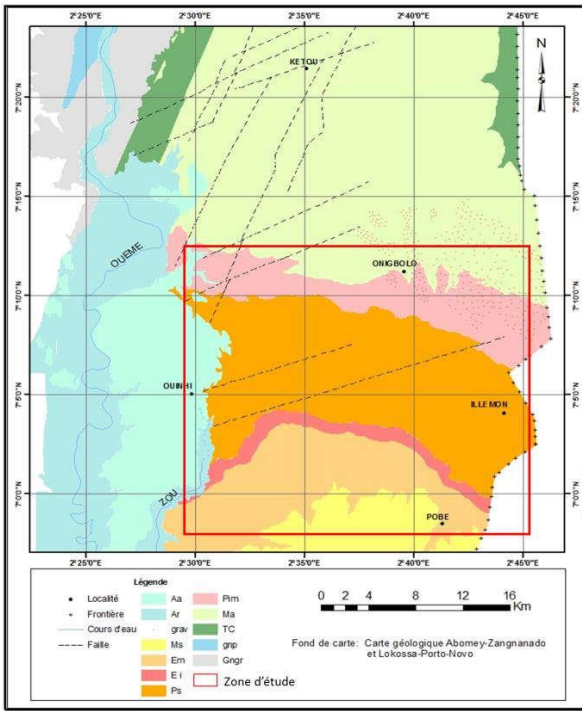 2°25'0"E 2°30'0"E 2°35'0"E 2°40'0"E 2°45'0"E
N
KETOU
7°20'0"N 7°20'0"N
7°15'0"N 7°15'0"N
OUEME
ONIGBOLO
7°10'0"N 7°10'0"N
OUINHI
7°5'0"N 7°5'0"N
ILLEMON
ZOU
7°0'0"N 7°0'0"N
POBE
2°25'0"E 2°30'0"E 2°35'0"E 2°40'0"E 2°45'0"E
Légende
Localité
Frontière
Cours d'eau
Faille
Aa
Ar
grav
Ms
Em
E i
Ps
Pim
Ma
TC
gnp
Gngr
Zone d'étude
0 2 4 8 12 16
Km
Fond de carte: Carte géologique Abomey-Zangnanado
et Lokossa-Porto-Novo